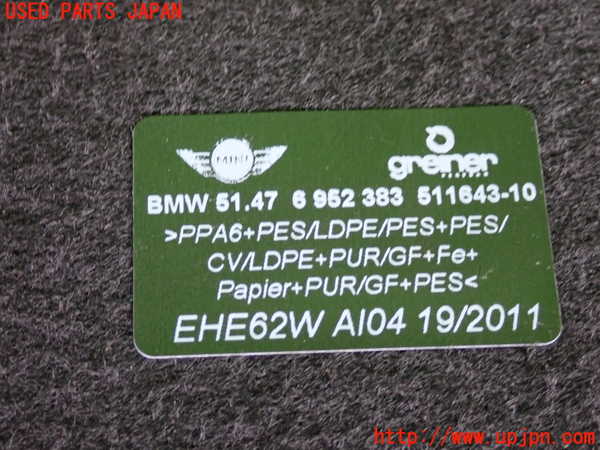 USED PARTS JAPAN
MINI
greiner
BMW 51.47 6 952 383 511643-10
>PPA6+PES/LDPE/PES+PES/
CV/LDPE+PUR/GF+Fe+
Papier+PUR/GF+PES<
EHE62W AI04 19/2011
http://www.upjpn.com/